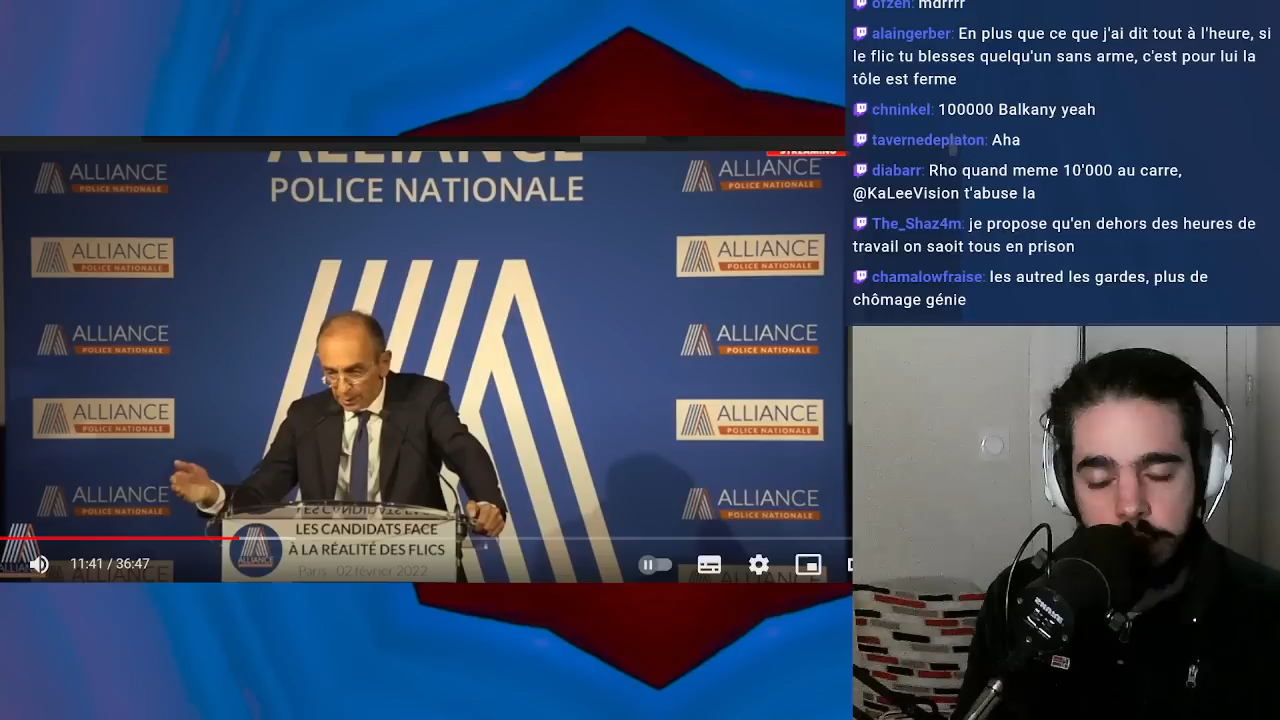 ALLIANCE
POLICE NATIONALE
STREAMING
ALLIANCE
POLICE NATIONALE
ALLIANCE
POLICE NATIONALE
ALLIANCE
POLICE NATIONALE
ALLIANCE
POLICE NATIONALE
ALLIANCE
POLICE NATIONALE
ALLIANCE
POLICE NATIONALE
ALLIANCE
POLICE NATIONALE
ALLIANCE
POLICE NATIONALE
ALLIANCE
POLICE NATIONALE
ALLIANCE
POLICE NATIONALE
ALLIANCE
LES CANDIDATS FACE
À LA RÉALITÉ DES FLICS
Paris - 02 février 2022
11:41 / 36:47
ofzen: mdrrrr
alaingerber: En plus que ce que j'ai dit tout à l'heure, si
le flic tu blesses quelqu'un sans arme, c'est pour lui la
tôle est ferme
chninkel: 100000 Balkany yeah
tavernedeplaton: Aha
diabarr: Rho quand meme 10'000 au carre,
@KaLeeVision t'abuse la
The_Shaz4m: je propose qu'en dehors des heures de
travail on saoit tous en prison
chamalowfraise: les autred les gardes, plus de
chômage génie